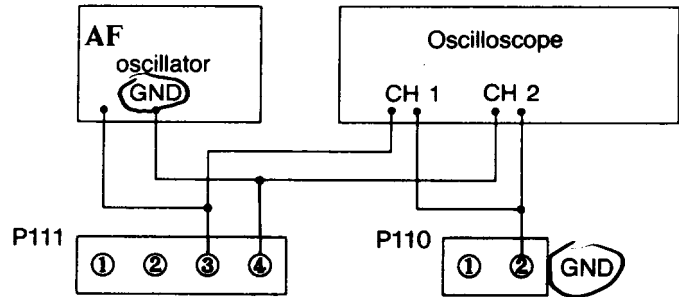 AF
oscillator
GND
Oscilloscope
CH 1 CH 2
P111
① ② ③ ④
P110
① ② GND